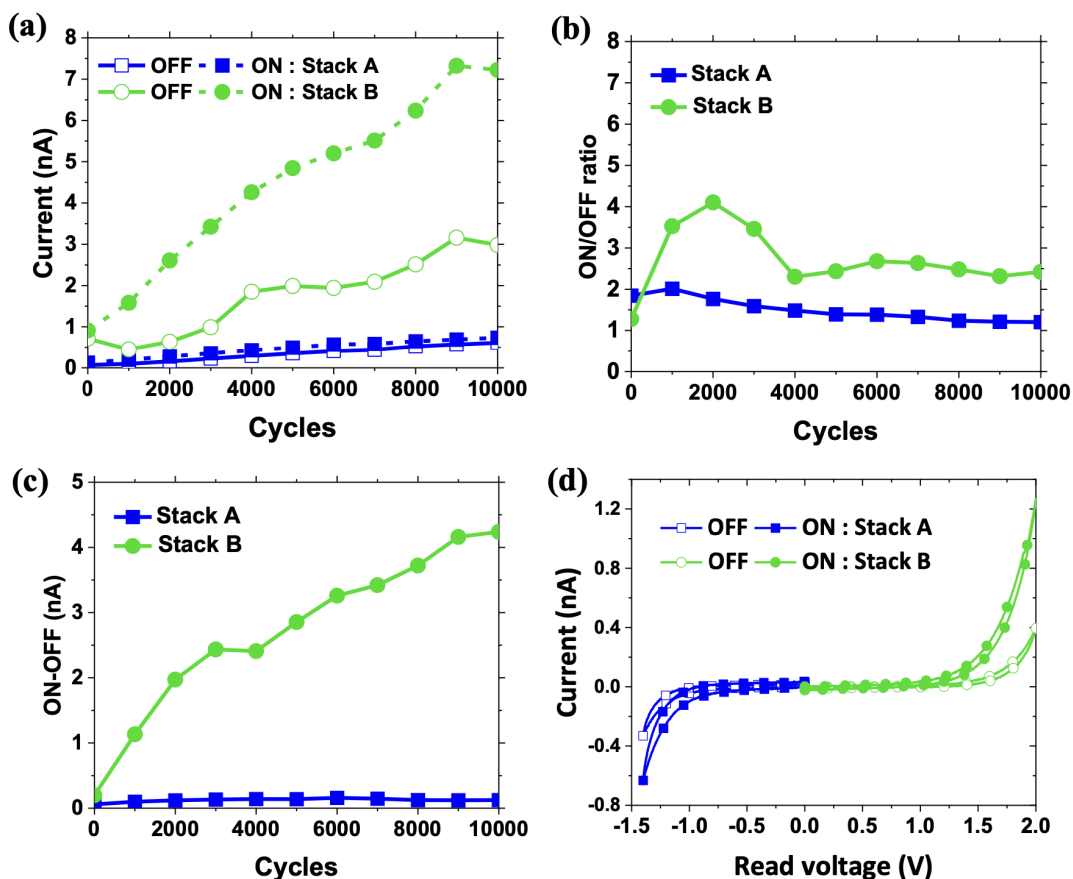 (a)
8
7
6
5
4
3
2
1
0
Current (nA)
OFF ON : Stack A
OFF ON : Stack B
0 2000 4000 6000 8000 10000
Cycles
(b)
8
7
6
5
4
3
2
1
0
ON/OFF ratio
Stack A
Stack B
0 2000 4000 6000 8000 10000
Cycles
(c)
5
4
3
2
1
0
ON-OFF (nA)
Stack A
Stack B
0 2000 4000 6000 8000 10000
Cycles
(d)
1.2
0.8
0.4
0.0
-0.4
-0.8
Current (nA)
OFF ON : Stack A
OFF ON : Stack B
-1.5 -1.0 -0.5 0.0 0.5 1.0 1.5 2.0
Read voltage (V)